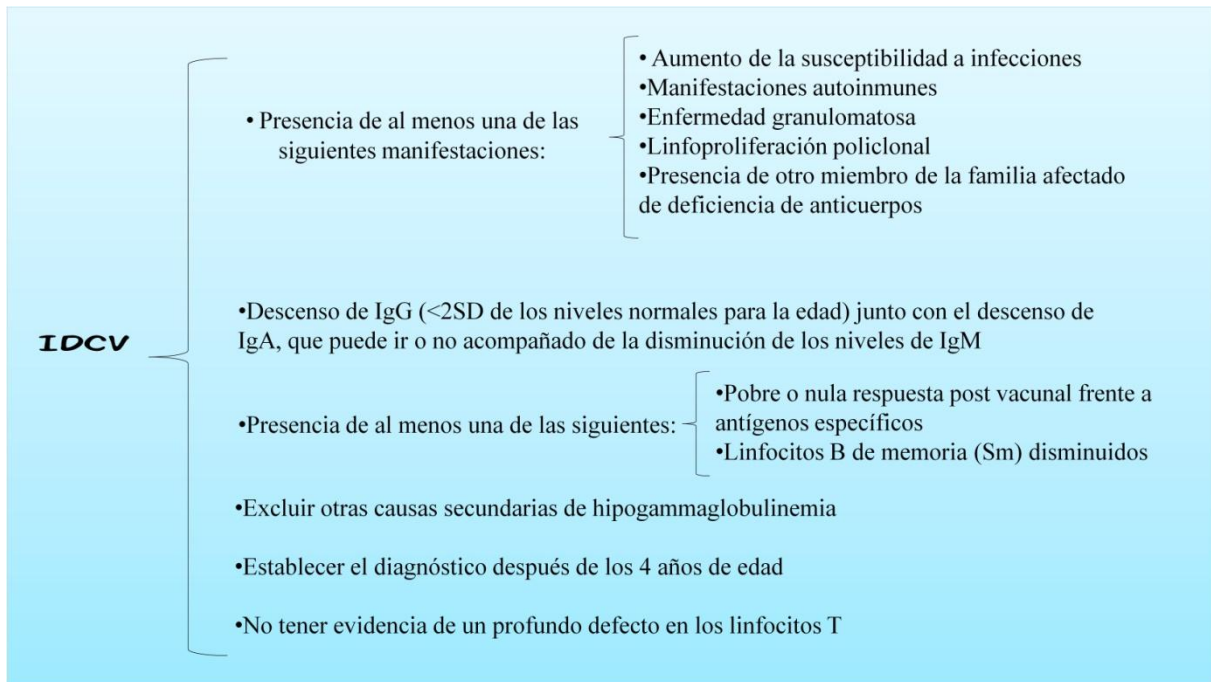 IDCV
• Presencia de al menos una de las
siguientes manifestaciones:
• Aumento de la susceptibilidad a infecciones
•Manifestaciones autoinmunes
•Enfermedad granulomatosa
•Linfoproliferación policlonal
•Presencia de otro miembro de la familia afectado
de deficiencia de anticuerpos
•Descenso de IgG (<2SD de los niveles normales para la edad) junto con el descenso de
IgA, que puede ir o no acompañado de la disminución de los niveles de IgM
•Presencia de al menos una de las siguientes:
•Pobre o nula respuesta post vacunal frente a
antígenos específicos
•Linfocitos B de memoria (Sm) disminuidos
•Excluir otras causas secundarias de hipogammaglobulinemia
•Establecer el diagnóstico después de los 4 años de edad
•No tener evidencia de un profundo defecto en los linfocitos T